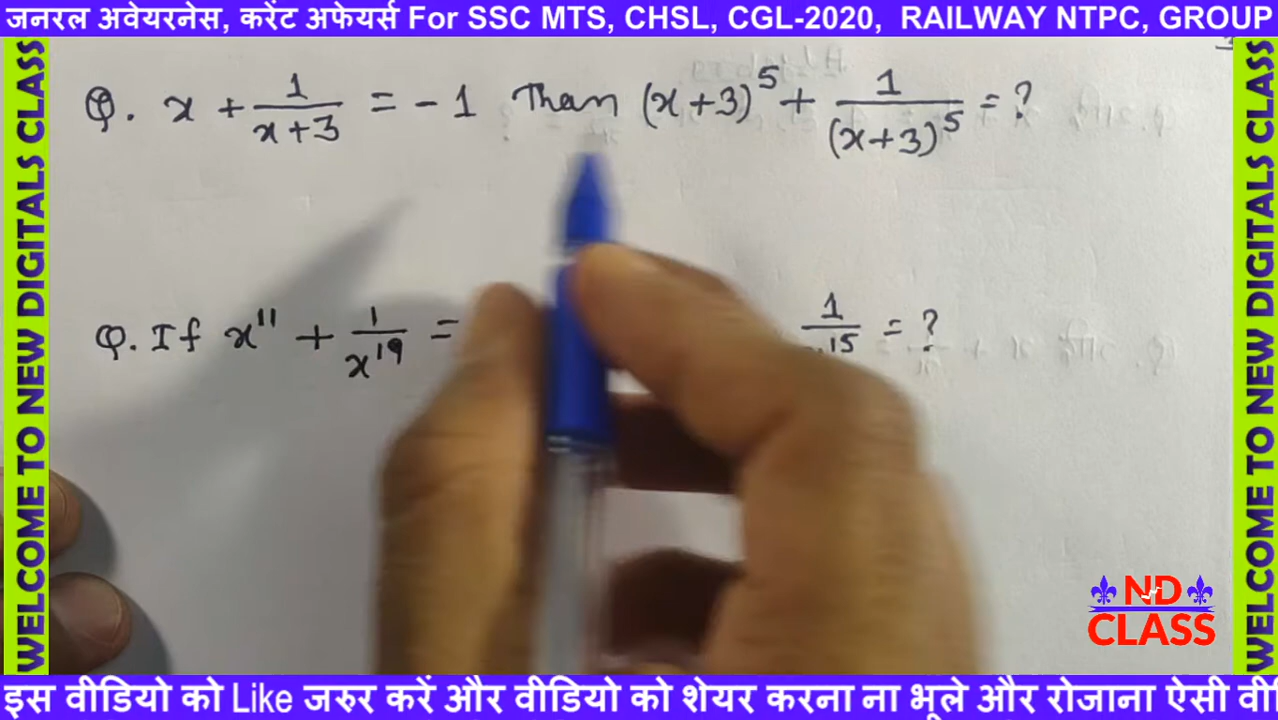 जनरल अवेयरनेस, करेंट अफेयर्स For SSC MTS, CHSL, CGL-2020, RAILWAY NTPC, GROUP
WELCOME TO NEW DIGITALS CLASS
Q. x + 1/(x+3) = -1 Than (x+3)^5 + 1/(x+3)^5 = ?
Q. If x^11 + 1/x^19 = 1/ 15 = ?
ND
CLASS
WELCOME TO NEW DIGITALS CLASS
इस वीडियो को Like जरुर करें और वीडियो को शेयर करना ना भूले और रोजाना ऐसी